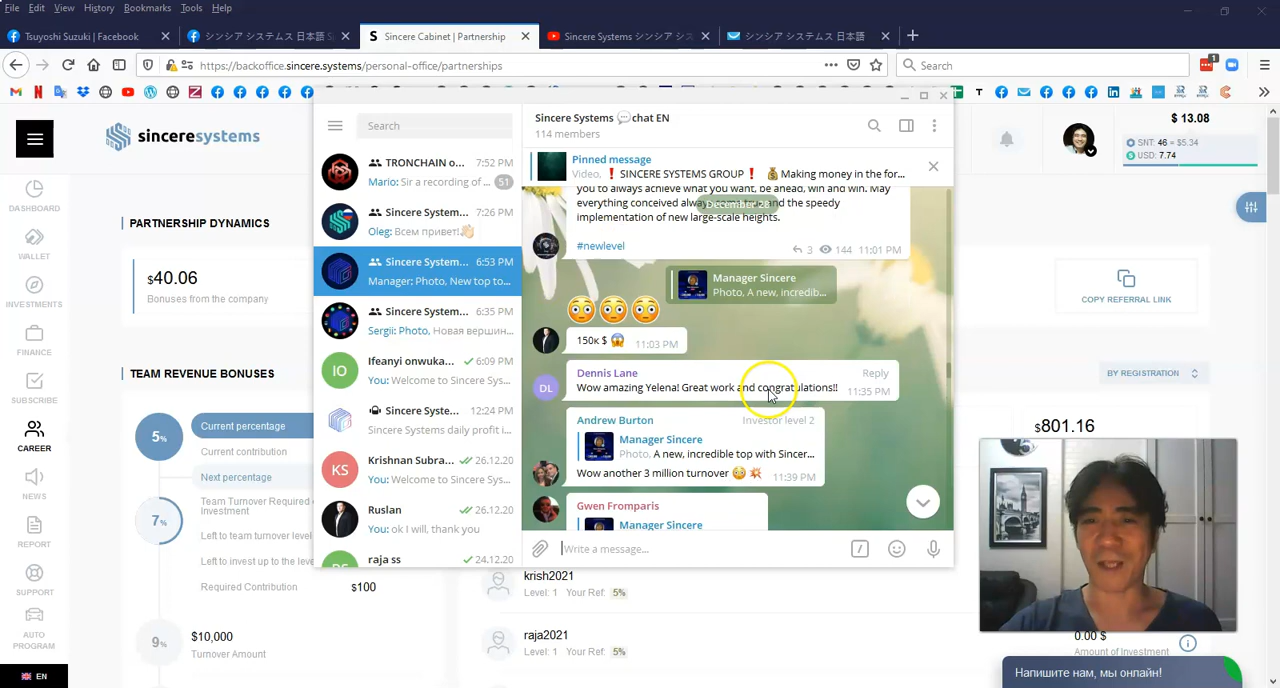 File Edit View History Bookmarks Tools Help
Tsuyoshi Suzuki | Facebook
シンシア システムス 日本語 S
Sincere Cabinet | Partnership
Sincere Systems シンシア シス
シンシア システムス 日本語
https://backoffice.sincere.systems/personal-office/partnerships
Search
1
sinceresystems
$ 13.08
SNT: 46 = $5.34
USD: 7.74
DASHBOARD
WALLET
INVESTMENTS
FINANCE
SUBSCRIBE
CAREER
NEWS
REPORT
SUPPORT
AUTO
PROGRAM
EN
PARTNERSHIP DYNAMICS
$40.06
Bonuses from the company
COPY REFERRAL LINK
TEAM REVENUE BONUSES
BY REGISTRATION
5%
Current percentage
Current contribution
Next percentage
7%
Team Turnover Required
Investment
Left to team turnover level
Left to invest up to the leve
Required Contribution
$100
9%
$10,000
Turnover Amount
$801.16
Search
TRONCHAIN o... 7:52 PM
Mario: Sir a recording of ... 51
Sincere System... 7:26 PM
Oleg: Всем привет!👋
Sincere System... 6:53 PM
Manager: Photo, New top to...
Sincere System... 6:35 PM
Sergii: Photo, Новая вершин...
IO
Ifeanyi onwuka... 6:09 PM
You: Welcome to Sincere Sys...
Sincere Syste... 12:24 PM
Sincere Systems daily profit i...
KS
Krishnan Subra... 26.12.20
You: Welcome to Sincere Sys...
Ruslan 26.12.20
You: ok I will, thank you
raja ss 24.12.20
Sincere Systems 💬chat EN
114 members
Pinned message
Video, ❗ SINCERE SYSTEMS GROUP❗ 💰Making money in the for...
you to always achieve what you want, be ahead, win and win. May
everything conceived always come true and the speedy
implementation of new large-scale heights.
December 28
#newlevel
3 144 11:01 PM
Manager Sincere
Photo, A new, incredib...
😳😳😳
150к $ 😱 11:03 PM
DL
Dennis Lane Reply
Wow amazing Yelena! Great work and congratulations!! 11:35 PM
Andrew Burton Investor level 2
Manager Sincere
Photo, A new, incredible top with Sincer...
Wow another 3 million turnover 😳 💥 11:39 PM
Gwen Fromparis
Manager Sincere
Write a message...
krish2021
Level: 1 Your Ref: 5%
raja2021
Level: 1 Your Ref: 5%
0.00 $
Amount of Investment
Напишите нам, мы онлайн!